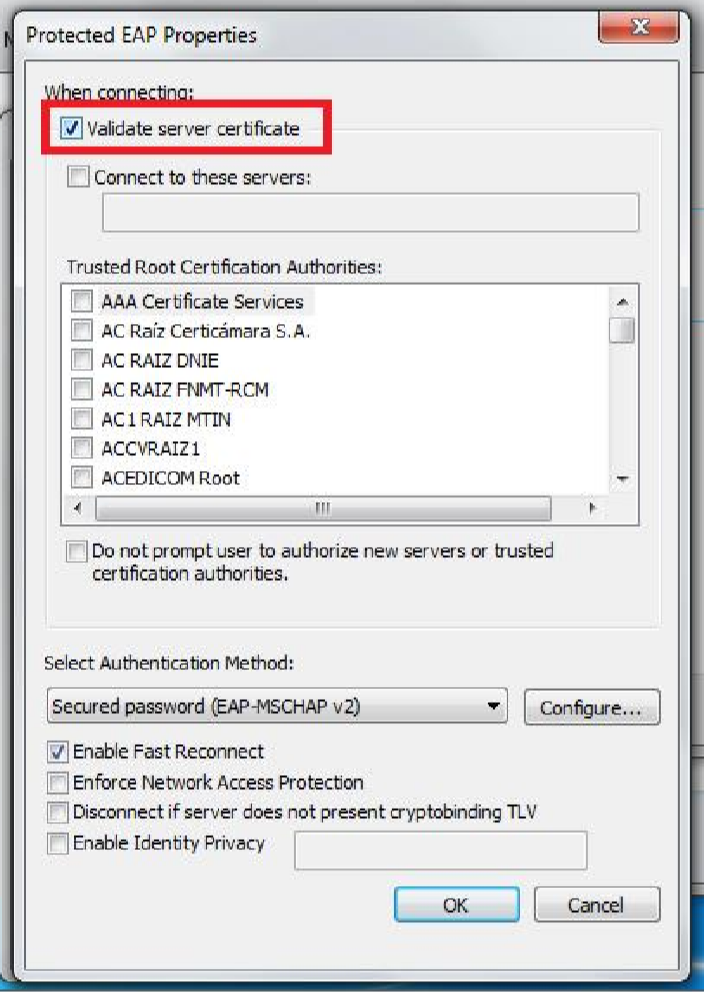 Protected EAP Properties
When connecting:
Validate server certificate
Connect to these servers:
Trusted Root Certification Authorities:
AAA Certificate Services
AC Raíz Certicámara S.A.
AC RAIZ DNIE
AC RAIZ FNMT-RCM
AC1 RAIZ MTIN
ACCVRAIZ1
ACEDICOM Root
Do not prompt user to authorize new servers or trusted
certification authorities.
Select Authentication Method:
Secured password (EAP-MSCHAP v2) Configure...
Enable Fast Reconnect
Enforce Network Access Protection
Disconnect if server does not present cryptobinding TLV
Enable Identity Privacy
OK Cancel